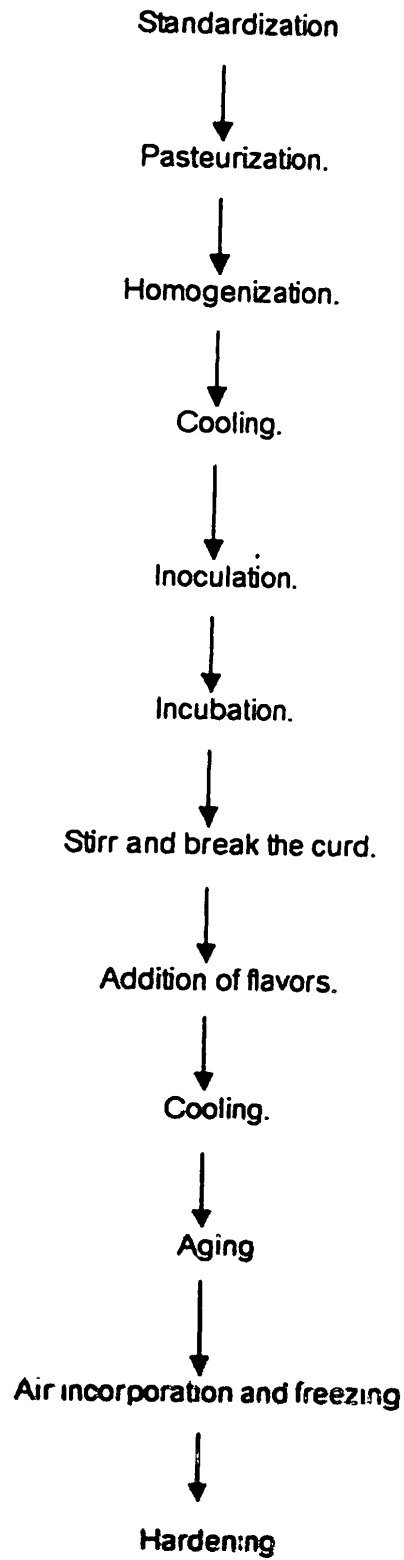 Standardization
Pasteurization.
Homogenization.
Cooling.
Inoculation.
Incubation.
Stirr and break the curd.
Addition of flavors.
Cooling.
Aging
Air incorporation and freezing
Hardening